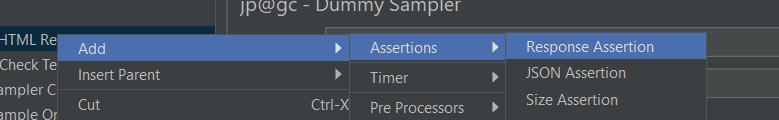 jp@gc - Dummy Sampler
HTML Re
Add
Assertions
Response Assertion
Check Te
Insert Parent
Timer
JSON Assertion
ampler C
Cut Ctrl-X
Pre Processors
Size Assertion
ample Or